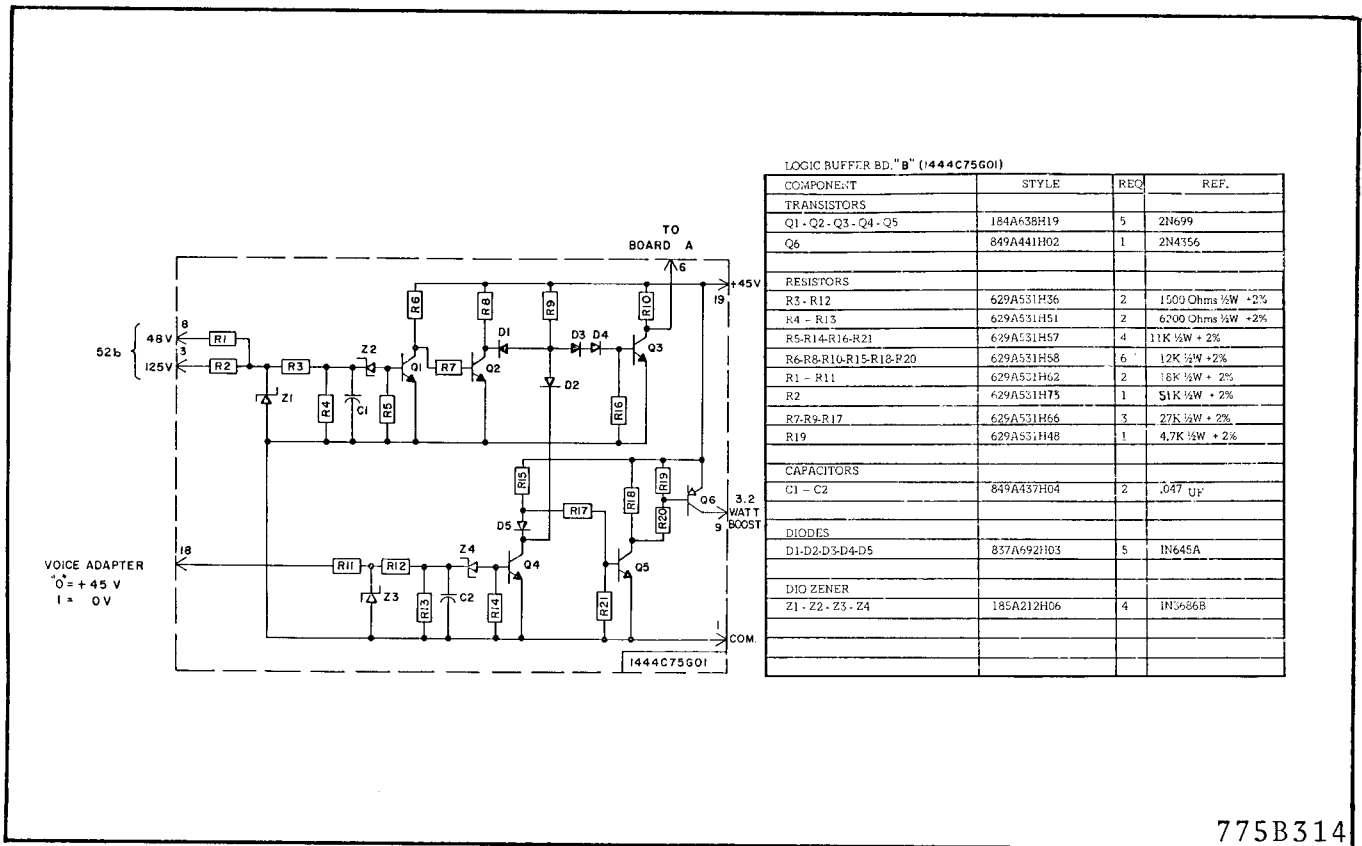 TO
BOARD A
6
+45V
19
8
48V
52b
3
125V
R1
R2
R3
Z1
R4
C1
Z2
R5
R6
Q1
R7
R8
Q2
D1
R9
D2
D3 D4
R16
R10
Q3
R15
D5
R17
R18
R19
R20
Q6
3.2
WATT
BOOST
9
18
VOICE ADAPTER
"0" = + 45 V
1 = 0V
R11
Z3
R12
R13
C2
Z4
R14
Q4
R21
Q5
1
COM.
1444C75G01
LOGIC BUFFER BD. "B" (1444C75G01)
COMPONENT STYLE REQ REF.
TRANSISTORS
Q1 - Q2 - Q3 - Q4 - Q5 184A638H19 5 2N699
Q6 849A441H02 1 2N4356
RESISTORS
R3 - R12 629A531H36 2 1500 Ohms ½W +2%
R4 - R13 629A531H51 2 6200 Ohms ½W +2%
R5-R14-R16-R21 629A531H57 4 11K ½W + 2%
R6-R8-R10-R15-R18-R20 629A531H58 6 12K ½W +2%
R1 - R11 629A531H62 2 18K ½W + 2%
R2 629A531H73 1 51K ½W + 2%
R7-R9-R17 629A531H66 3 27K ½W + 2%
R19 629A531H48 1 4.7K ½W + 2%
CAPACITORS
C1 - C2 849A437H04 2 .047 UF
DIODES
D1-D2-D3-D4-D5 837A692H03 5 1N645A
DIO ZENER
Z1 - Z2 - Z3 - Z4 185A212H06 4 1N3686B
775B314